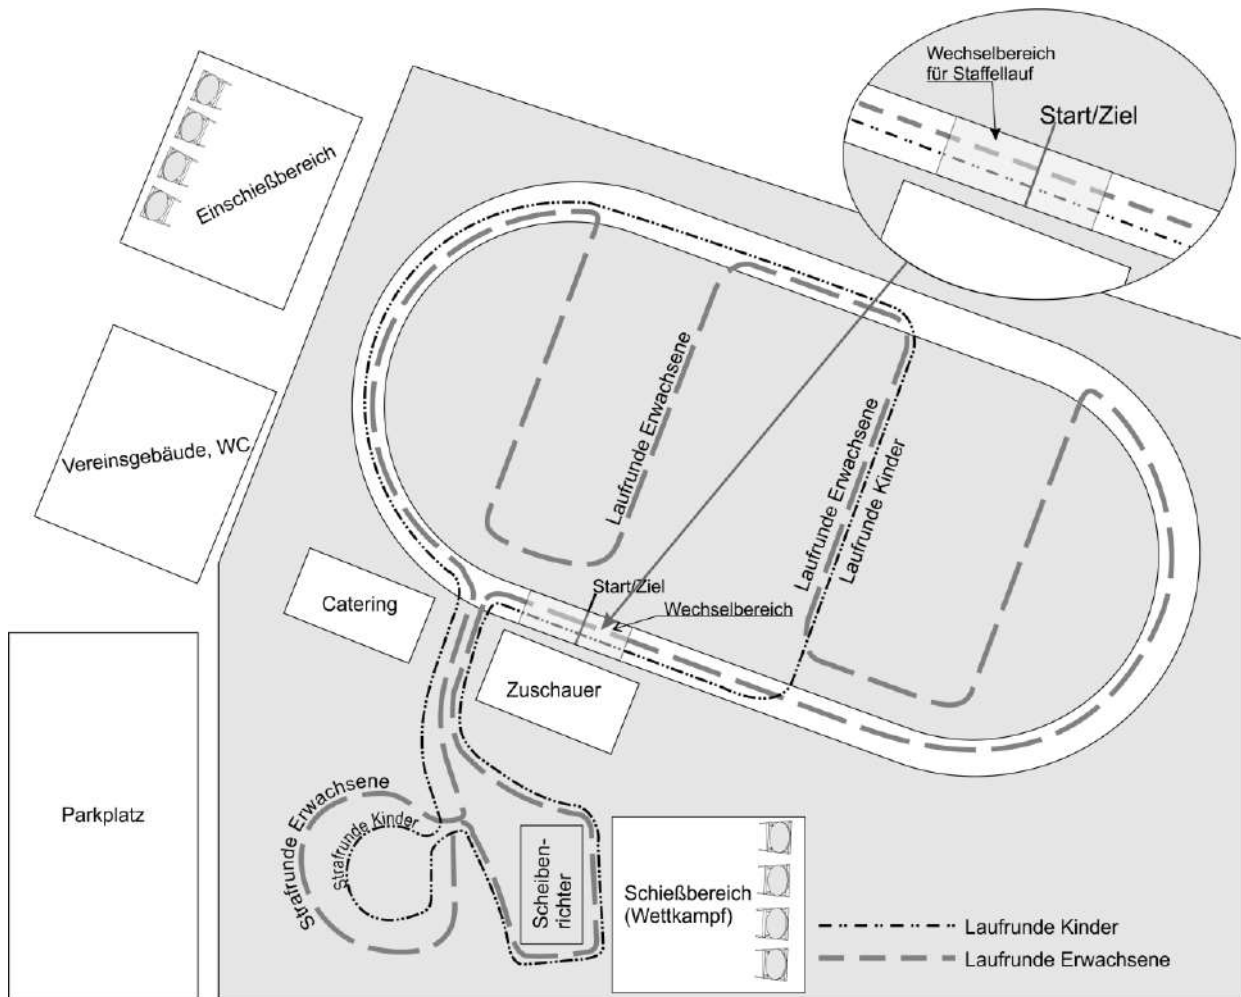 Wechselbereich
für Staffellauf
Start/Ziel
Einschießbereich
Vereinsgebäude, WC
Laufrunde Erwachsene
Laufrunde Erwachsene
Laufrunde Kinder
Start/Ziel
Wechselbereich
Catering
Zuschauer
Parkplatz
Strafrunde Erwachsene
Strafrunde Kinder
Scheiben-
richter
Schießbereich
(Wettkampf)
Laufrunde Kinder
Laufrunde Erwachsene